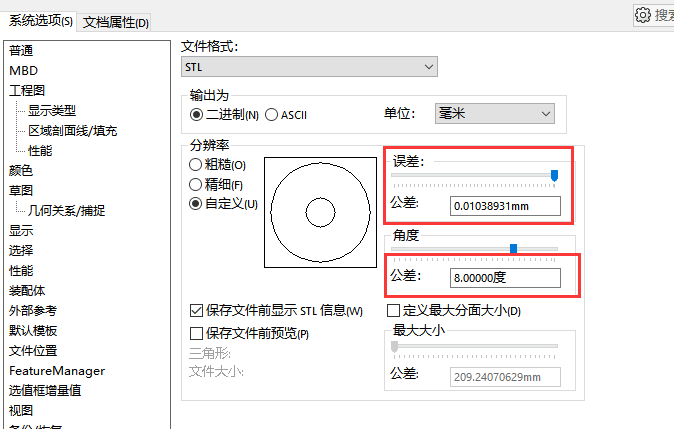 系统选项(S) 文档属性(D)
搜索
普通
MBD
工程图
显示类型
区域剖面线/填充
性能
颜色
草图
几何关系/捕捉
显示
选择
性能
装配体
外部参考
默认模板
文件位置
FeatureManager
选值框增量值
视图
备份/恢复
文件格式:
STL
输出为
二进制(N) ASCII
单位: 毫米
分辨率
粗糙(O)
精细(F)
自定义(U)
误差:
公差: 0.01038931mm
角度
公差: 8.00000度
保存文件前显示 STL 信息(W)
定义最大分面大小(D)
保存文件前预览(P)
三角形:
文件大小:
最大大小
公差: 209.24070629mm